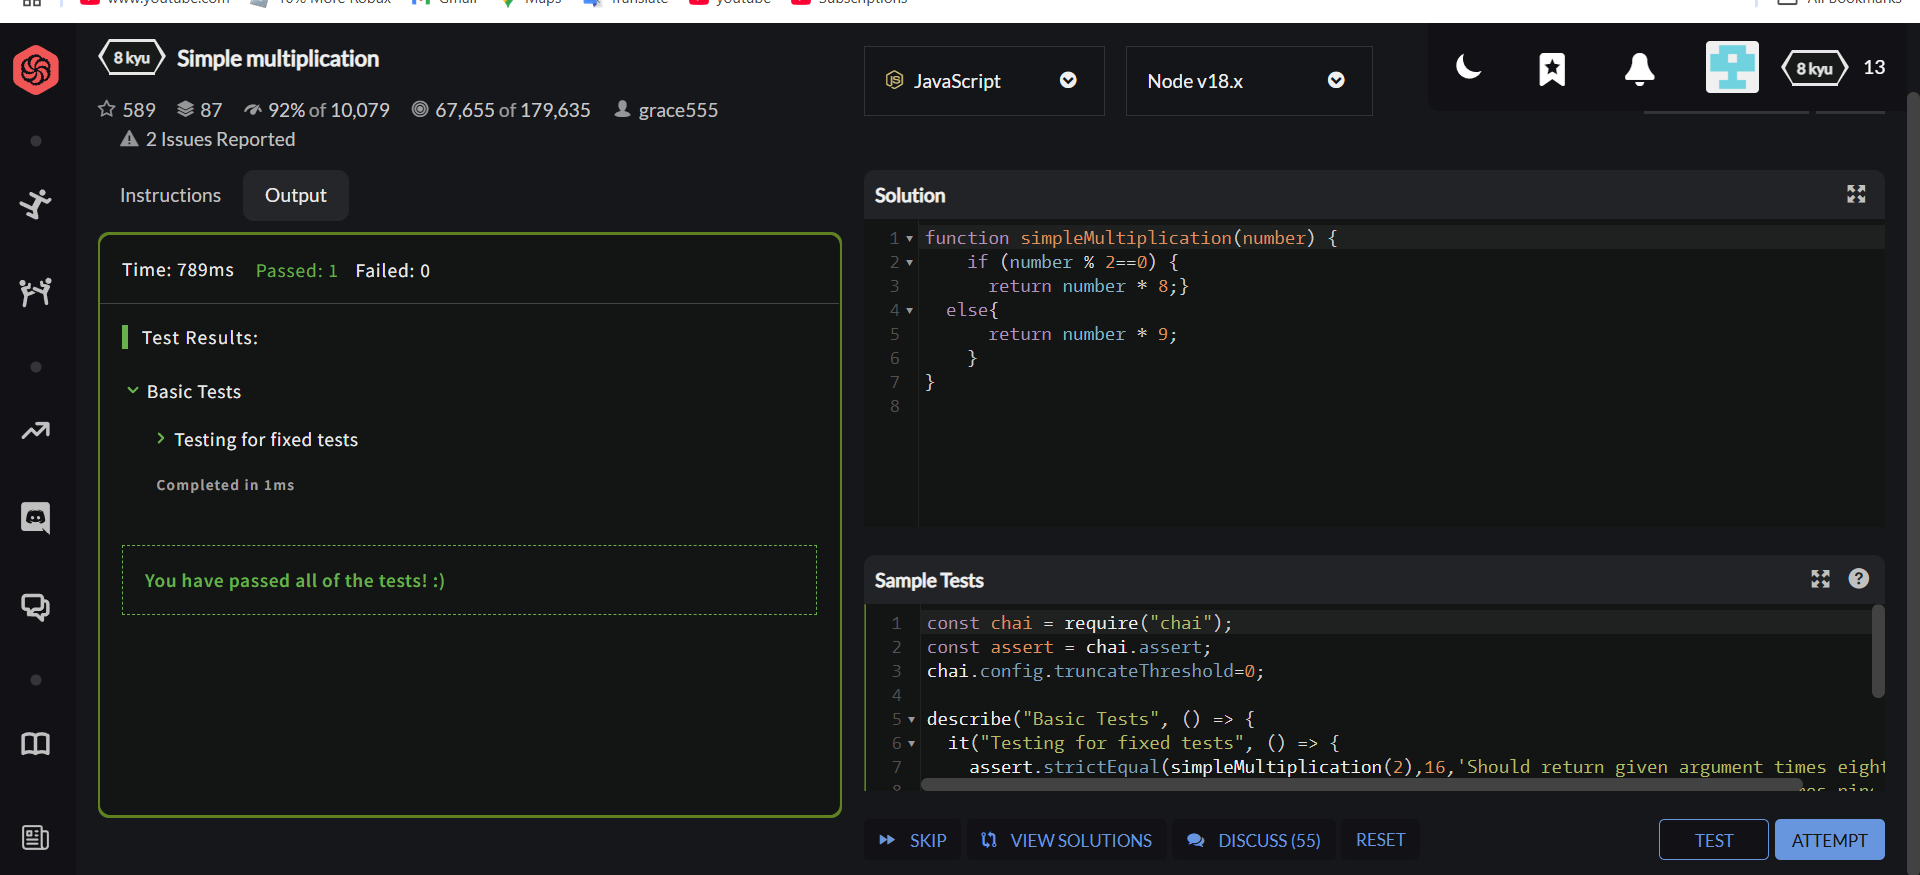 www.youtube.com 10% More Robux Gmail Maps Translate youtube Subscriptions All Bookmarks
8 kyu Simple multiplication
589 87 92% of 10,079 67,655 of 179,635 grace555
2 Issues Reported
JavaScript
Node v18.x
8 kyu 13
Instructions Output
Time: 789ms Passed: 1 Failed: 0
Test Results:
Basic Tests
Testing for fixed tests
Completed in 1ms
You have passed all of the tests! :)
Solution
1 function simpleMultiplication(number) {
2     if (number % 2==0) {
3       return number * 8;}
4   else{
5       return number * 9;
6     }
7 }
8
Sample Tests
?
1 const chai = require("chai");
2 const assert = chai.assert;
3 chai.config.truncateThreshold=0;
4
5 describe("Basic Tests", () => {
6   it("Testing for fixed tests", () => {
7     assert.strictEqual(simpleMultiplication(2),16,'Should return given argument times eight
SKIP VIEW SOLUTIONS DISCUSS (55) RESET TEST ATTEMPT